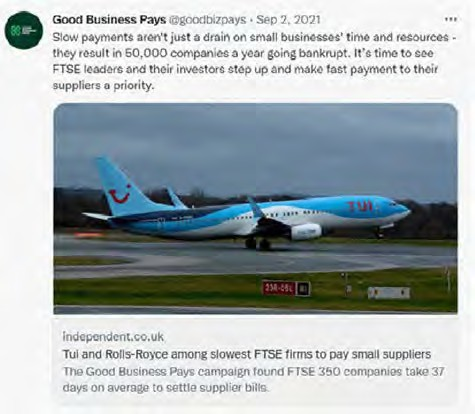 Good Business Pays @goodbizpays · Sep 2, 2021
Slow payments aren't just a drain on small businesses' time and resources -
they result in 50,000 companies a year going bankrupt. It's time to see
FTSE leaders and their investors step up and make fast payment to their
suppliers a priority.
TUI
independent.co.uk
Tui and Rolls-Royce among slowest FTSE firms to pay small suppliers
The Good Business Pays campaign found FTSE 350 companies take 37
days on average to settle supplier bills.